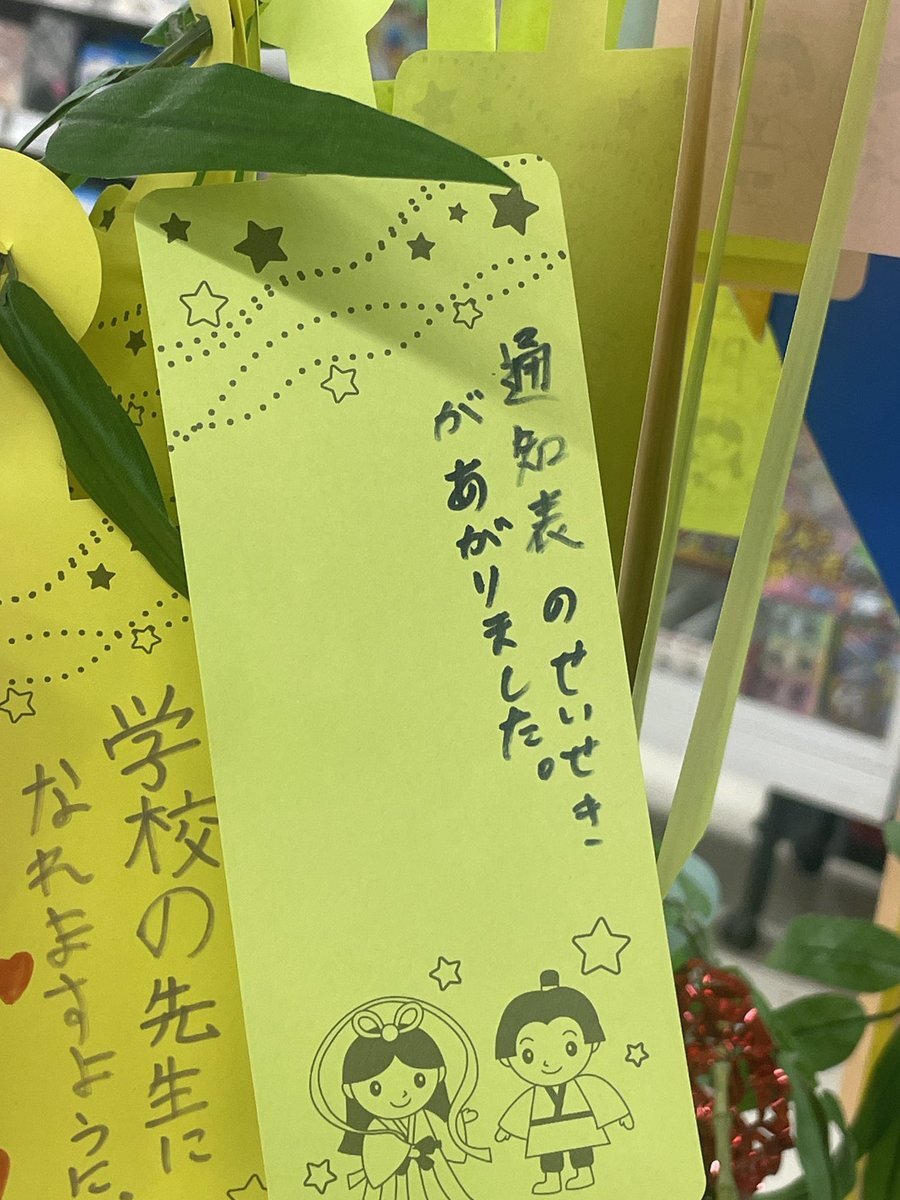 通知表のせいせき
があがりました。
学校の先生に
なれますように